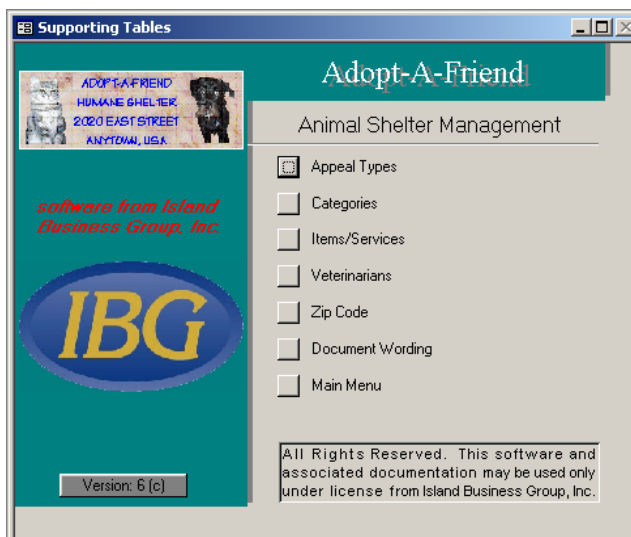 Supporting Tables
ADOPT-A-FRIEND
HUMANE SHELTER
2020 EAST STREET
ANYTOWN, USA
Adopt-A-Friend
Animal Shelter Management
software from Island
Business Group, Inc.
IBG
Appeal Types
Categories
Items/Services
Veterinarians
Zip Code
Document Wording
Main Menu
Version: 6 (c)
All Rights Reserved. This software and
associated documentation may be used only
under license from Island Business Group, Inc.